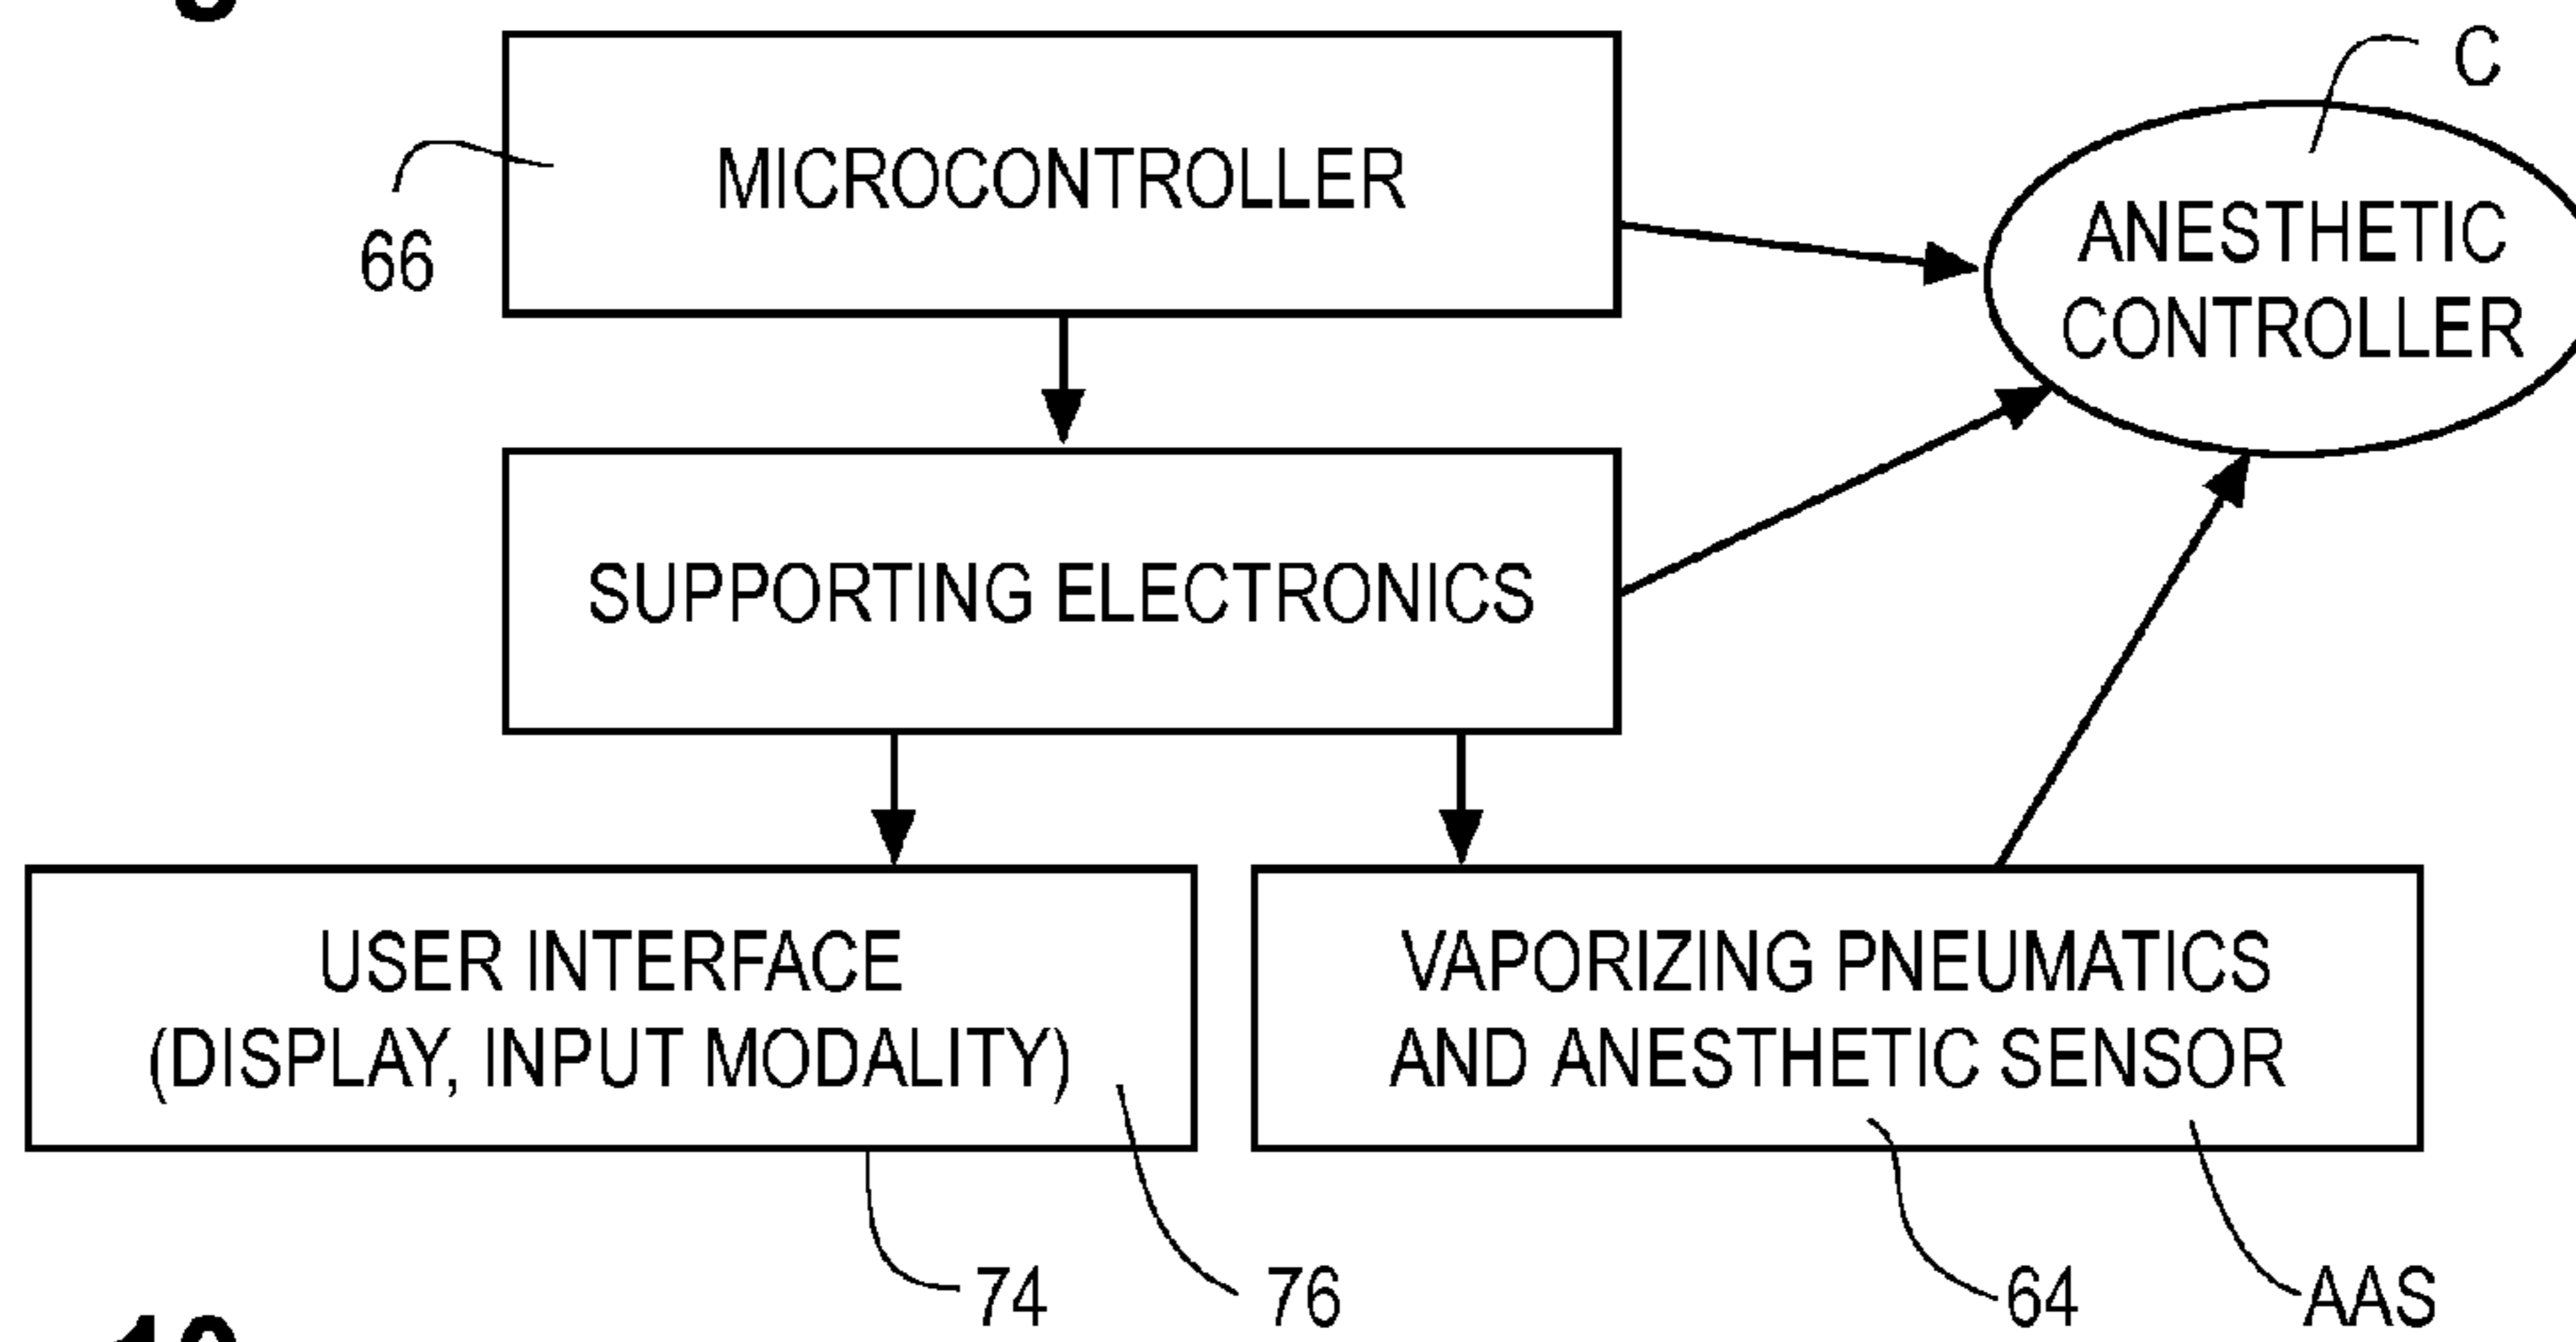 C
MICROCONTROLLER
66
ANESTHETIC
CONTROLLER
SUPPORTING ELECTRONICS
USER INTERFACE
(DISPLAY, INPUT MODALITY)
VAPORIZING PNEUMATICS
AND ANESTHETIC SENSOR
74
76
64
AAS